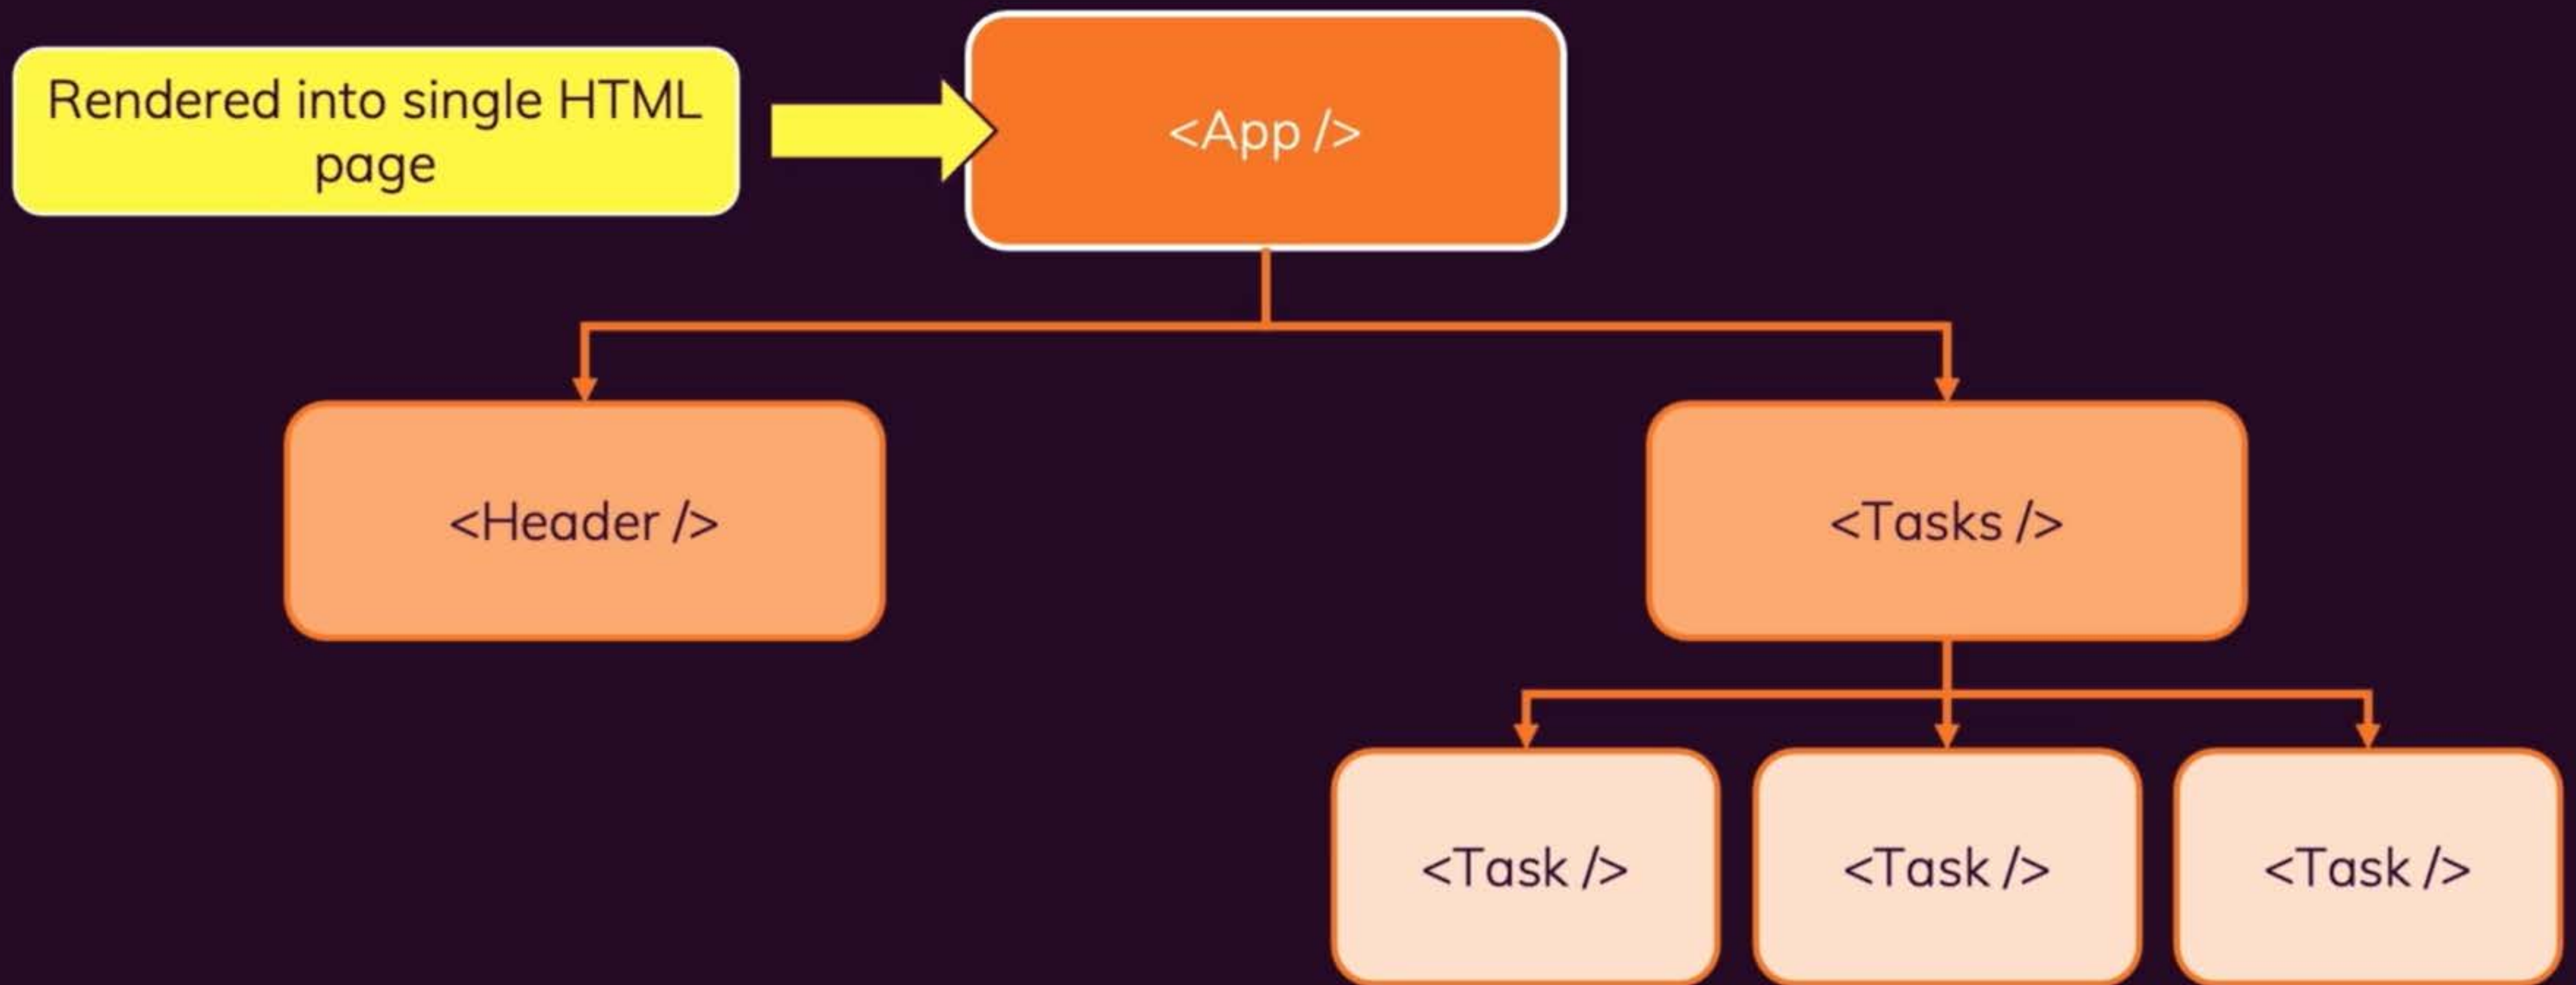 Rendered into single HTML
page
<App />
<Header />
<Tasks />
<Task />
<Task />
<Task />